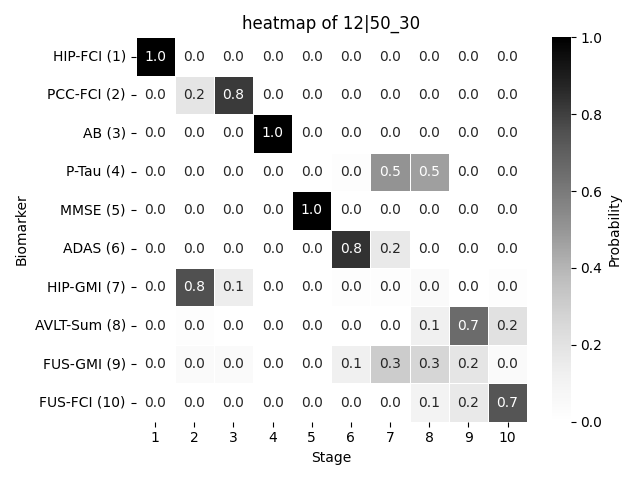 heatmap of 12|50_30
HIP-FCI (1) 1.0 0.0 0.0 0.0 0.0 0.0 0.0 0.0 0.0 0.0
PCC-FCI (2) 0.0 0.2 0.8 0.0 0.0 0.0 0.0 0.0 0.0 0.0
AB (3) 0.0 0.0 0.0 1.0 0.0 0.0 0.0 0.0 0.0 0.0
P-Tau (4) 0.0 0.0 0.0 0.0 0.0 0.0 0.5 0.5 0.0 0.0
MMSE (5) 0.0 0.0 0.0 0.0 1.0 0.0 0.0 0.0 0.0 0.0
ADAS (6) 0.0 0.0 0.0 0.0 0.0 0.8 0.2 0.0 0.0 0.0
HIP-GMI (7) 0.0 0.8 0.1 0.0 0.0 0.0 0.0 0.0 0.0 0.0
AVLT-Sum (8) 0.0 0.0 0.0 0.0 0.0 0.0 0.0 0.1 0.7 0.2
FUS-GMI (9) 0.0 0.0 0.0 0.0 0.0 0.1 0.3 0.3 0.2 0.0
FUS-FCI (10) 0.0 0.0 0.0 0.0 0.0 0.0 0.0 0.1 0.2 0.7
1 2 3 4 5 6 7 8 9 10
Stage
Biomarker
1.0
0.8
0.6
0.4
0.2
0.0
Probability